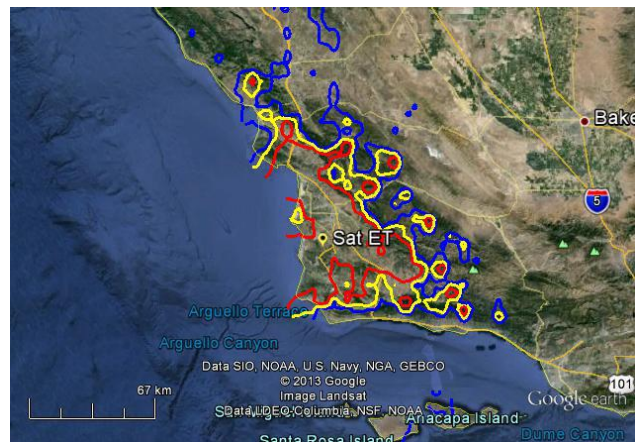 Bake
5
Sat ET
Arguello Terrac
Arguello Canyon
Data SIO, NOAA, U.S. Navy, NGA, GEBCO
© 2013 Google
Image Landsat
67 km
Data LDEO-Columbia, NSF, NOAA
101
Google earth
Anacapa Island
Santa Rosa Island
Dume Canyon